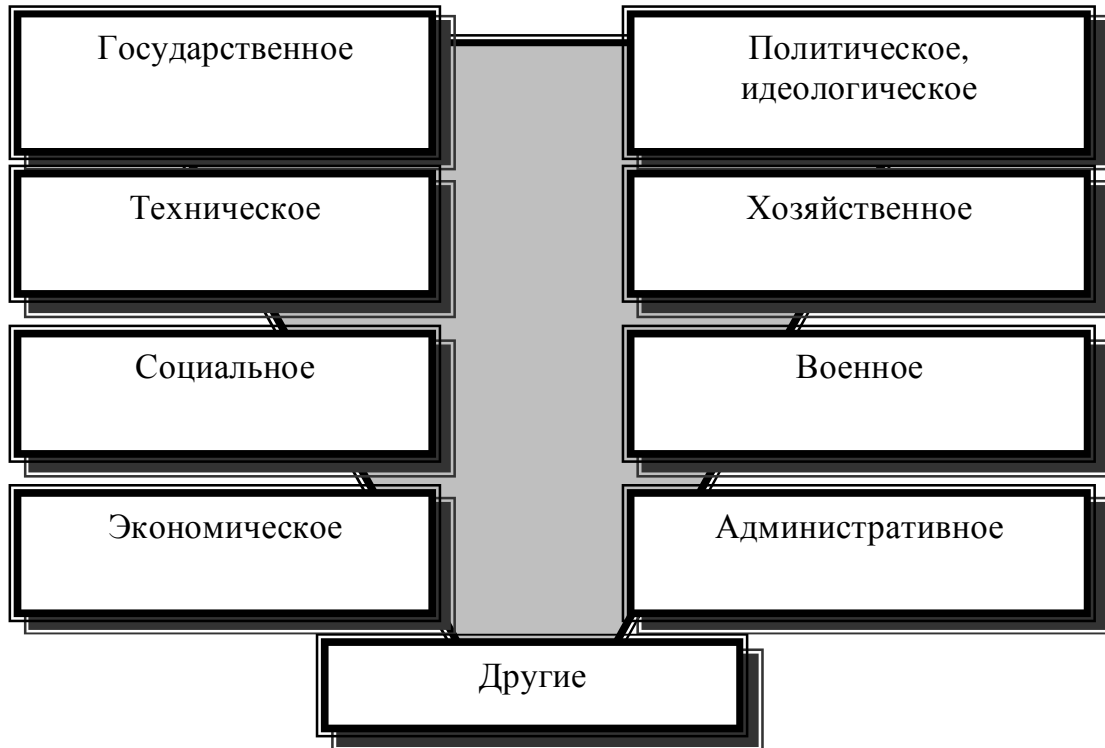 Государственное
Политическое,
идеологическое
Техническое
Хозяйственное
Социальное
Военное
Экономическое
Административное
Другие